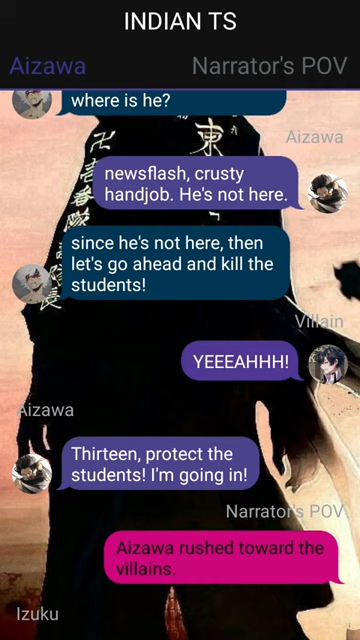 INDIAN TS
Aizawa
Narrator's POV
where is he?
Aizawa
newsflash, crusty
handjob. He's not here.
since he's not here, then
let's go ahead and kill the
students!
Villain
YEEEAHHH!
Aizawa
Thirteen, protect the
students! I'm going in!
Narrator's POV
Aizawa rushed toward the
villains.
Izuku